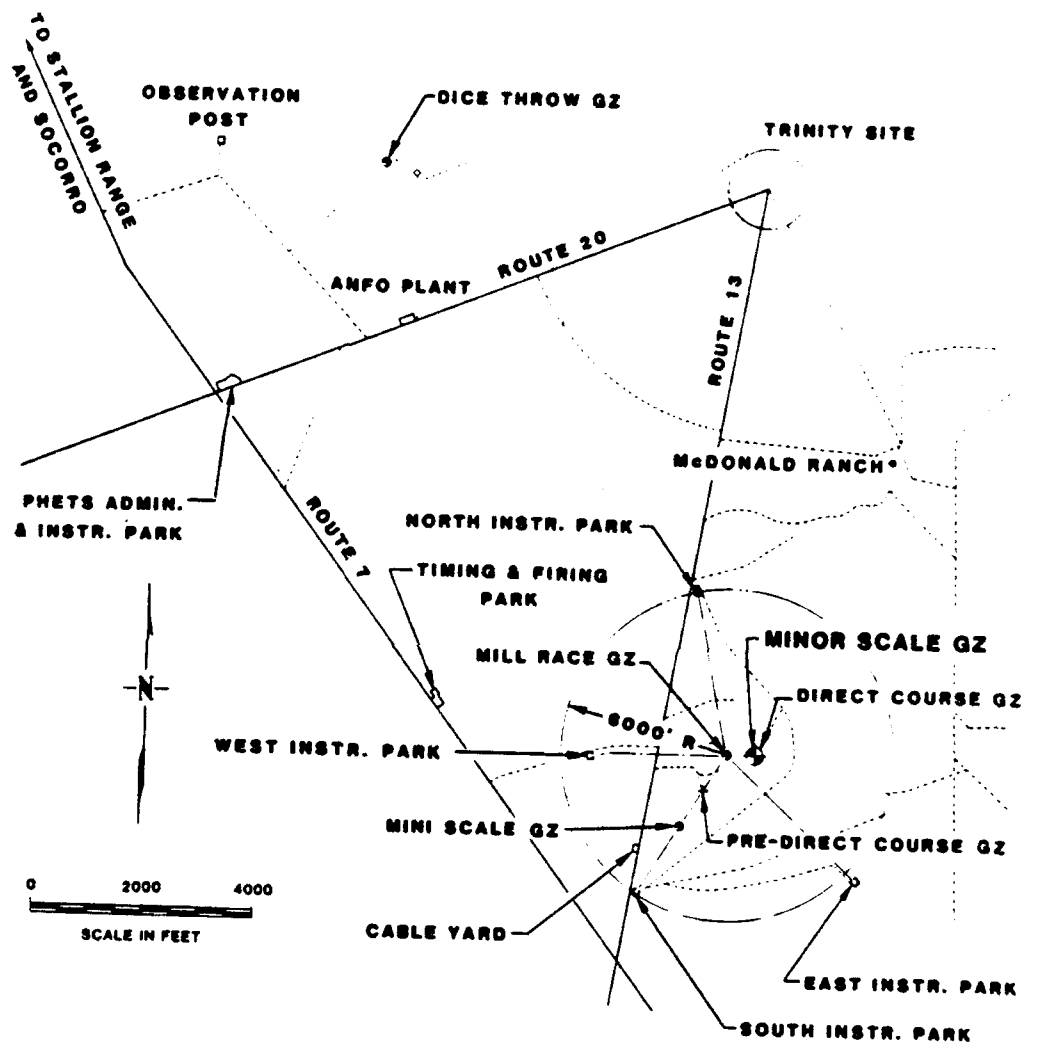 TO STALLION RANGE
AND SOCORRO
OBSERVATION
POST
DICE THROW GZ
TRINITY SITE
ROUTE 20
ANFO PLANT
ROUTE 13
McDONALD RANCH
PHETS ADMIN.
& INSTR. PARK
ROUTE 7
NORTH INSTR. PARK
TIMING & FIRING
PARK
MINOR SCALE GZ
MILL RACE GZ
DIRECT COURSE GZ
N
6000' R
WEST INSTR. PARK
MINI SCALE GZ
PRE-DIRECT COURSE GZ
0 2000 4000
SCALE IN FEET
CABLE YARD
EAST INSTR. PARK
SOUTH INSTR. PARK